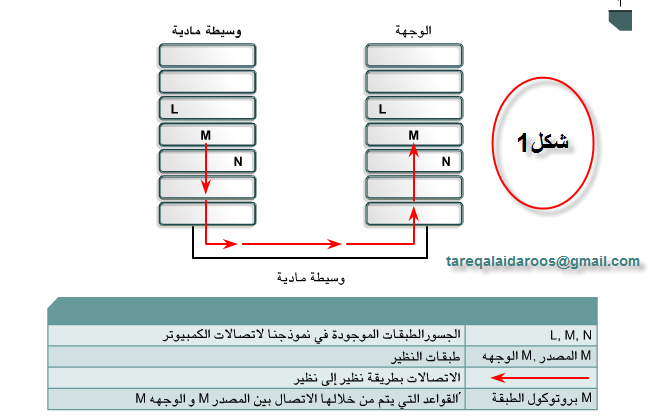 وسيطة مادية
الوجهة
L
L
M
M
N
N
شكل1
tareqalaidaroos@gmail.com
وسيطة مادية
L, M, N الجسورالطبقات الموجودة في نموذجنا لاتصالات الكمبيوتر
M المصدر, M الوجهه طبقات النظير
الاتصالات بطريقة نظير إلى نظير
M بروتوكول الطبقة القواعد التي يتم من خلالها الاتصال بين المصدر M و الوجهه M